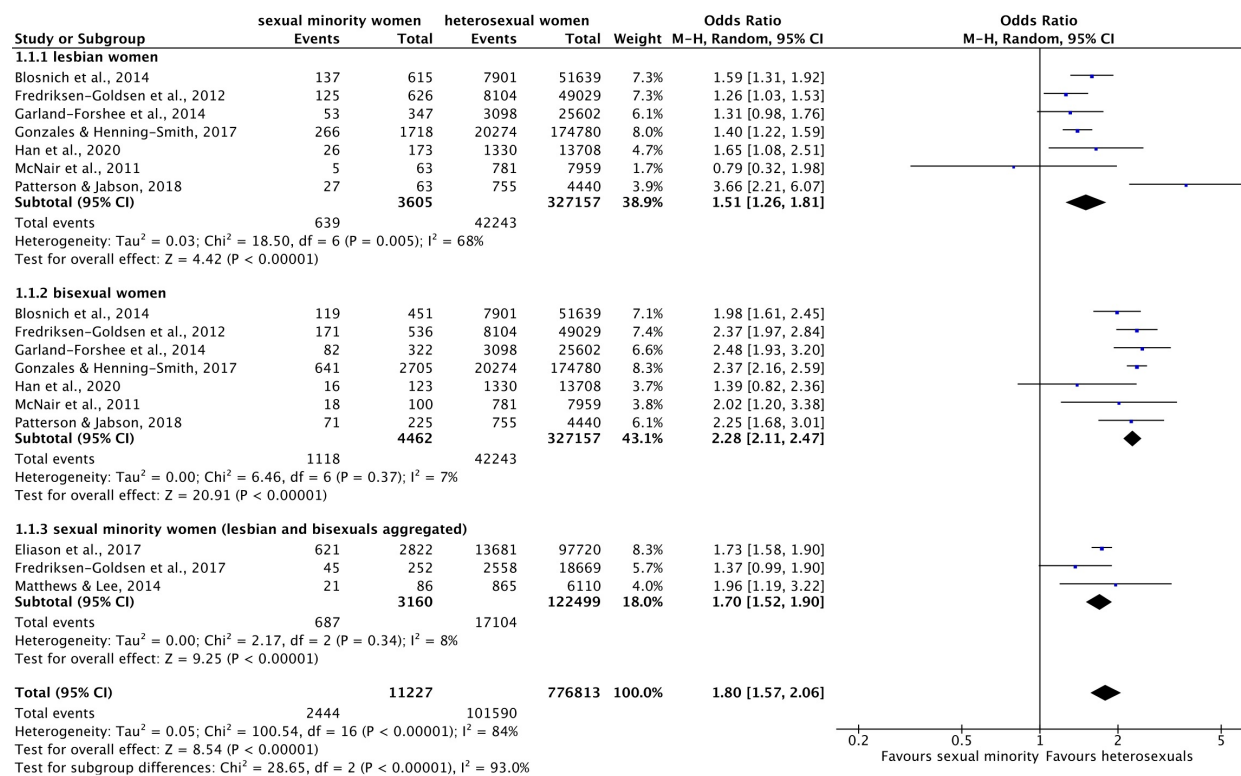 sexual minority women heterosexual women Odds Ratio Odds Ratio
Study or Subgroup Events Total Events Total Weight M-H, Random, 95% CI M-H, Random, 95% CI
1.1.1 lesbian women
Blosnich et al., 2014 137 615 7901 51639 7.3% 1.59 [1.31, 1.92]
Fredriksen-Goldsen et al., 2012 125 626 8104 49029 7.3% 1.26 [1.03, 1.53]
Garland-Forshee et al., 2014 53 347 3098 25602 6.1% 1.31 [0.98, 1.76]
Gonzales & Henning-Smith, 2017 266 1718 20274 174780 8.0% 1.40 [1.22, 1.59]
Han et al., 2020 26 173 1330 13708 4.7% 1.65 [1.08, 2.51]
McNair et al., 2011 5 63 781 7959 1.7% 0.79 [0.32, 1.98]
Patterson & Jabson, 2018 27 63 755 4440 3.9% 3.66 [2.21, 6.07]
Subtotal (95% CI) 3605 327157 38.9% 1.51 [1.26, 1.81]
Total events 639 42243
Heterogeneity: Tau² = 0.03; Chi² = 18.50, df = 6 (P = 0.005); I² = 68%
Test for overall effect: Z = 4.42 (P < 0.00001)
1.1.2 bisexual women
Blosnich et al., 2014 119 451 7901 51639 7.1% 1.98 [1.61, 2.45]
Fredriksen-Goldsen et al., 2012 171 536 8104 49029 7.4% 2.37 [1.97, 2.84]
Garland-Forshee et al., 2014 82 322 3098 25602 6.6% 2.48 [1.93, 3.20]
Gonzales & Henning-Smith, 2017 641 2705 20274 174780 8.3% 2.37 [2.16, 2.59]
Han et al., 2020 16 123 1330 13708 3.7% 1.39 [0.82, 2.36]
McNair et al., 2011 18 100 781 7959 3.8% 2.02 [1.20, 3.38]
Patterson & Jabson, 2018 71 225 755 4440 6.1% 2.25 [1.68, 3.01]
Subtotal (95% CI) 4462 327157 43.1% 2.28 [2.11, 2.47]
Total events 1118 42243
Heterogeneity: Tau² = 0.00; Chi² = 6.46, df = 6 (P = 0.37); I² = 7%
Test for overall effect: Z = 20.91 (P < 0.00001)
1.1.3 sexual minority women (lesbian and bisexuals aggregated)
Eliason et al., 2017 621 2822 13681 97720 8.3% 1.73 [1.58, 1.90]
Fredriksen-Goldsen et al., 2017 45 252 2558 18669 5.7% 1.37 [0.99, 1.90]
Matthews & Lee, 2014 21 86 865 6110 4.0% 1.96 [1.19, 3.22]
Subtotal (95% CI) 3160 122499 18.0% 1.70 [1.52, 1.90]
Total events 687 17104
Heterogeneity: Tau² = 0.00; Chi² = 2.17, df = 2 (P = 0.34); I² = 8%
Test for overall effect: Z = 9.25 (P < 0.00001)
Total (95% CI) 11227 776813 100.0% 1.80 [1.57, 2.06]
Total events 2444 101590
Heterogeneity: Tau² = 0.05; Chi² = 100.54, df = 16 (P < 0.00001); I² = 84%
Test for overall effect: Z = 8.54 (P < 0.00001)
Test for subgroup differences: Chi² = 28.65, df = 2 (P < 0.00001), I² = 93.0%
0.2 0.5 1 2 5
Favours sexual minority Favours heterosexuals